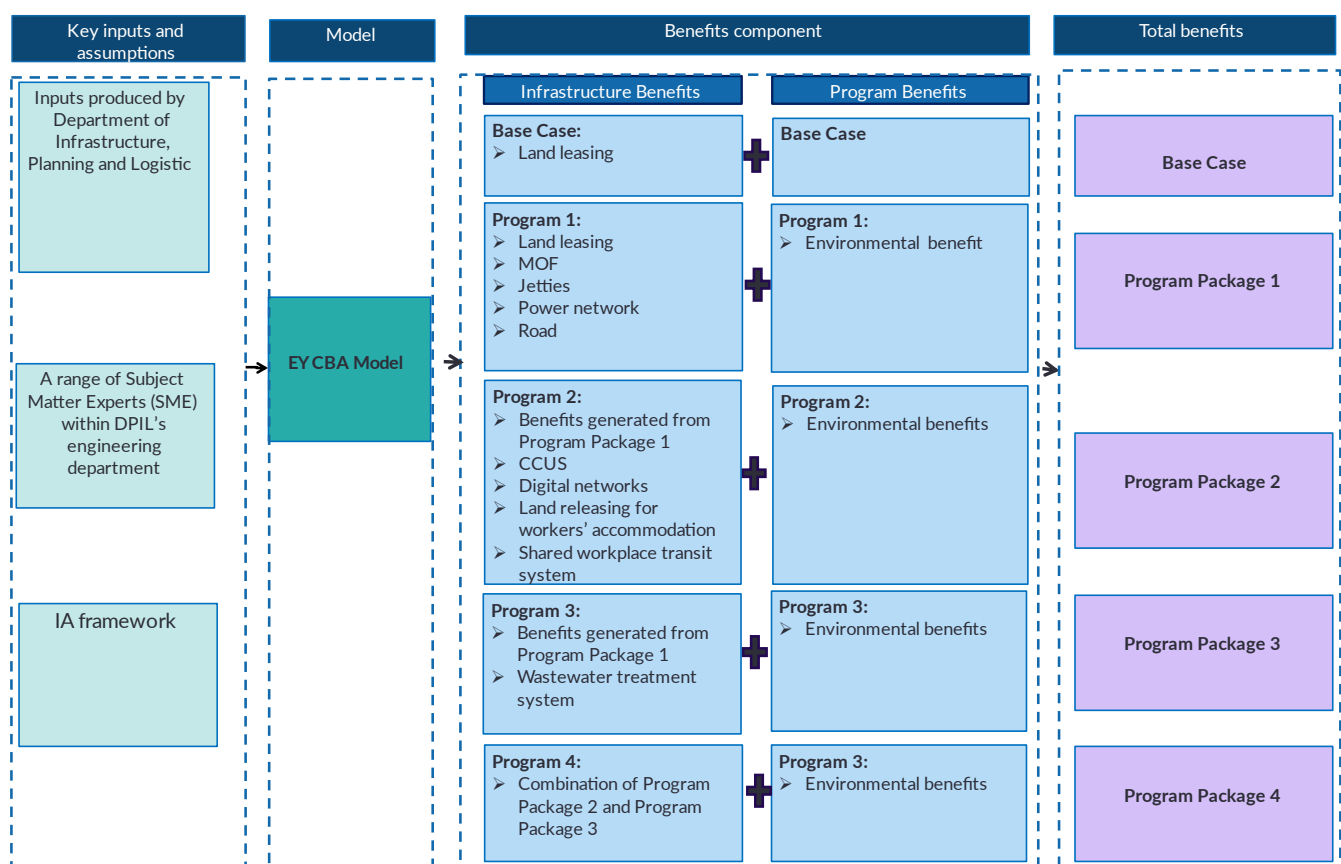 Key inputs and
assumptions
Model
Benefits component
Total benefits
Inputs produced by
Department of
Infrastructure,
Planning and Logistic
A range of Subject
Matter Experts (SME)
within DPIL's
engineering
department
IA framework
EY CBA Model
Infrastructure Benefits
Program Benefits
Base Case:
➢ Land leasing
Base Case
Program 1:
➢ Land leasing
➢ MOF
➢ Jetties
➢ Power network
➢ Road
Program 1:
➢ Environmental benefit
Program 2:
➢ Benefits generated from
Program Package 1
➢ CCUS
➢ Digital networks
➢ Land releasing for
workers' accommodation
➢ Shared workplace transit
system
Program 2:
➢ Environmental benefits
Program 3:
➢ Benefits generated from
Program Package 1
➢ Wastewater treatment
system
Program 3:
➢ Environmental benefits
Program 4:
➢ Combination of Program
Package 2 and Program
Package 3
Program 3:
➢ Environmental benefits
Base Case
Program Package 1
Program Package 2
Program Package 3
Program Package 4